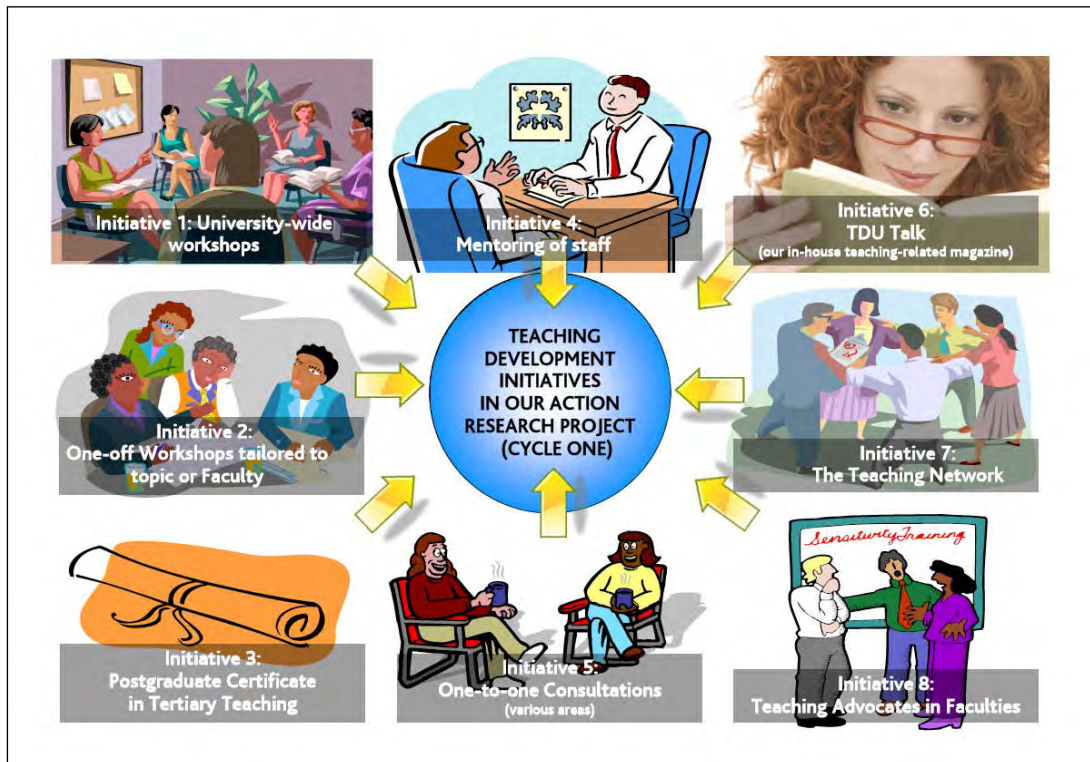 Initiative 1: University-wide
workshops
Initiative 4:
Mentoring of staff
Initiative 6:
TDU Talk
(our in-house teaching-related magazine)
TEACHING
DEVELOPMENT
INITIATIVES
IN OUR ACTION
RESEARCH PROJECT
(CYCLE ONE)
Initiative 2:
One-off Workshops tailored to
topic or Faculty
Initiative 7:
The Teaching Network
Initiative 3:
Postgraduate Certificate
in Tertiary Teaching
Initiative 5:
One-to-one Consultations
(various areas)
Sensitivity Training
Initiative 8:
Teaching Advocates in Faculties